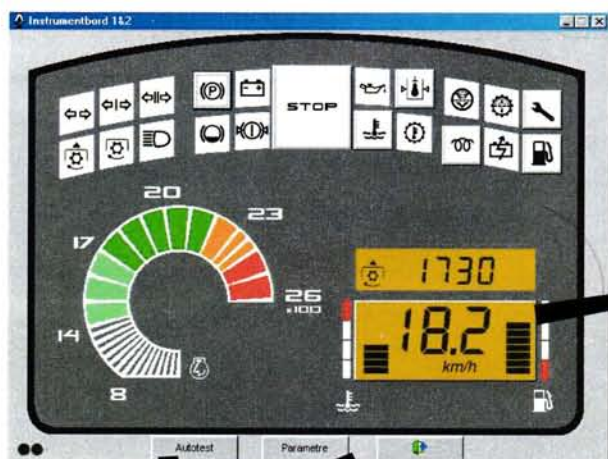 Instrumentbord 1&2
STOP
20
23
17
26
x100
14
8
1730
18.2
km/h
Autotest
Parametre